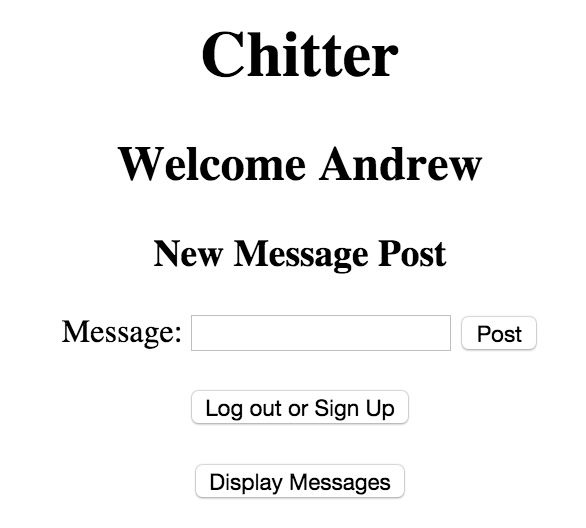 Chitter
Welcome Andrew
New Message Post
Message: Post
Log out or Sign Up
Display Messages